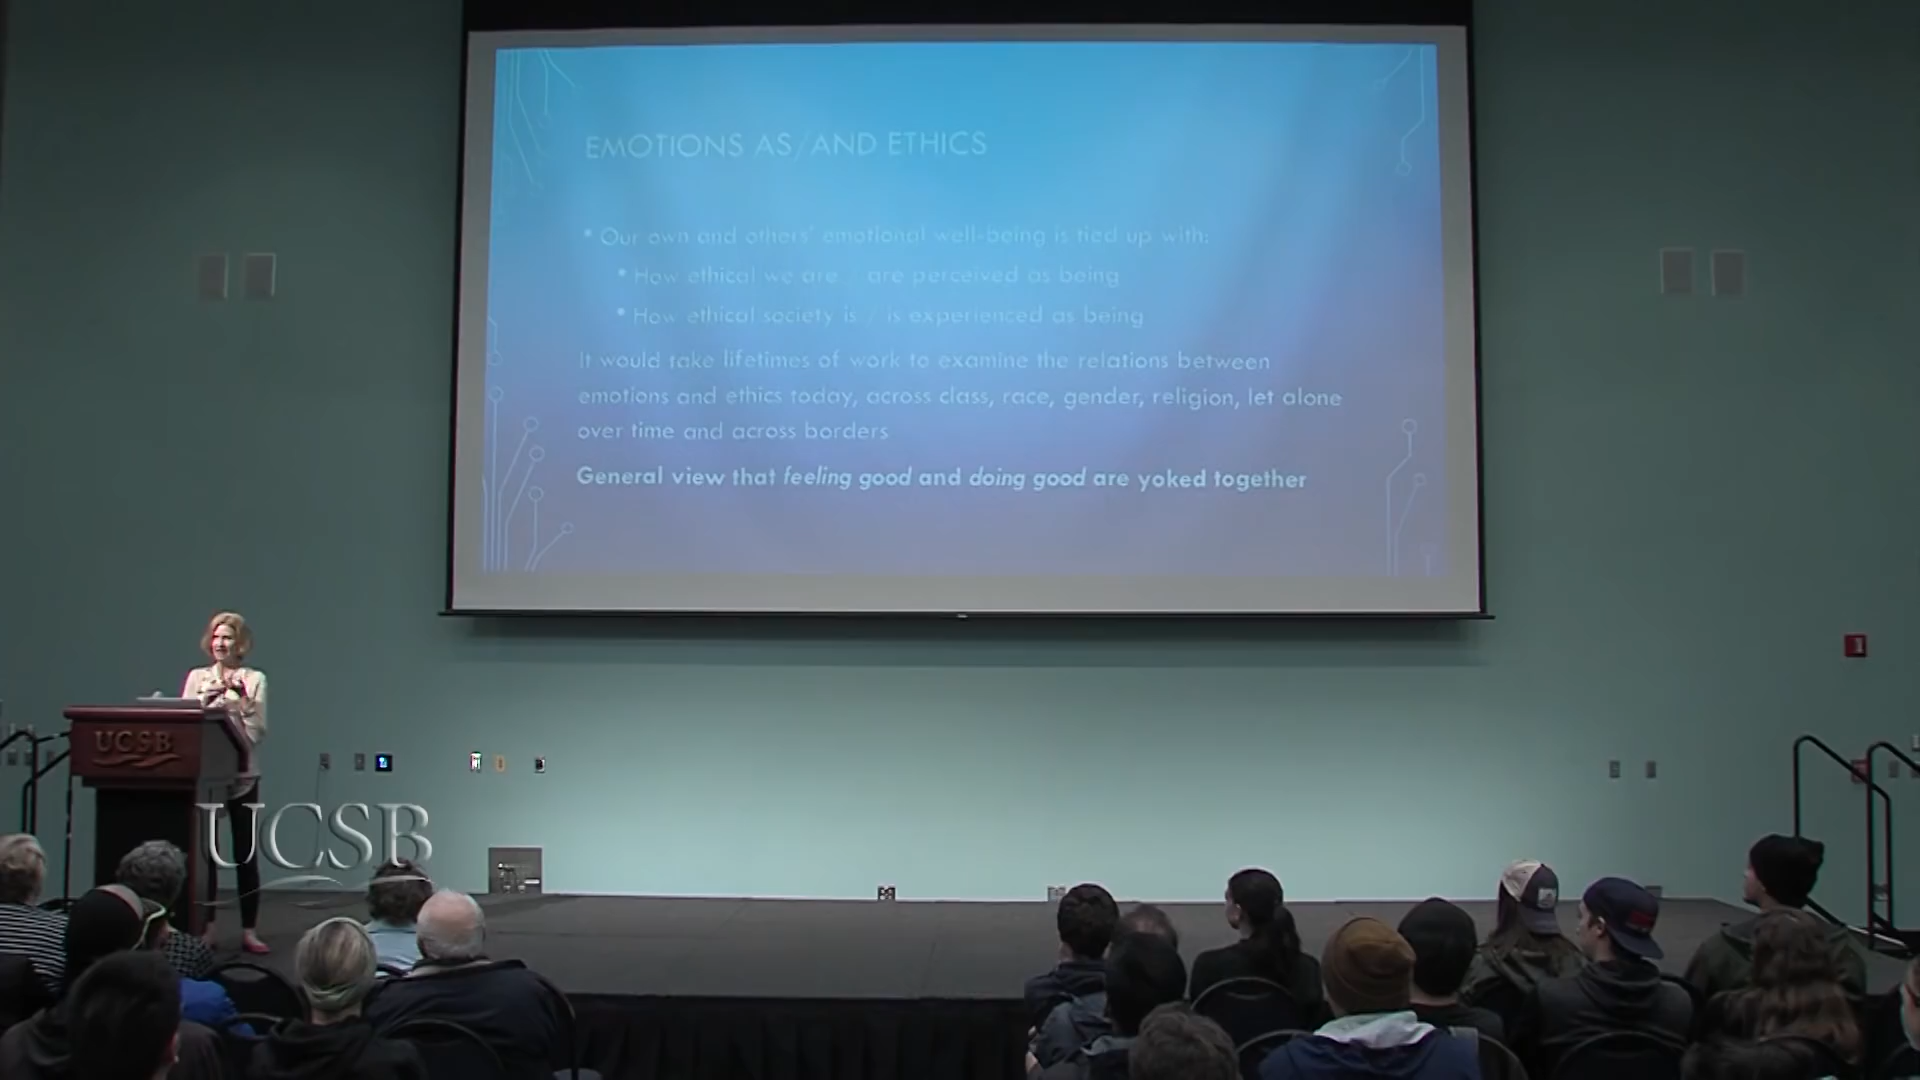 EMOTIONS AS/AND ETHICS
• Our own and others' emotional well-being is tied up with:
• How ethical we are / are perceived as being
• How ethical society is / is experienced as being
It would take lifetimes of work to examine the relations between
emotions and ethics today, across class, race, gender, religion, let alone
over time and across borders
General view that feeling good and doing good are yoked together
UCSB
UCSB